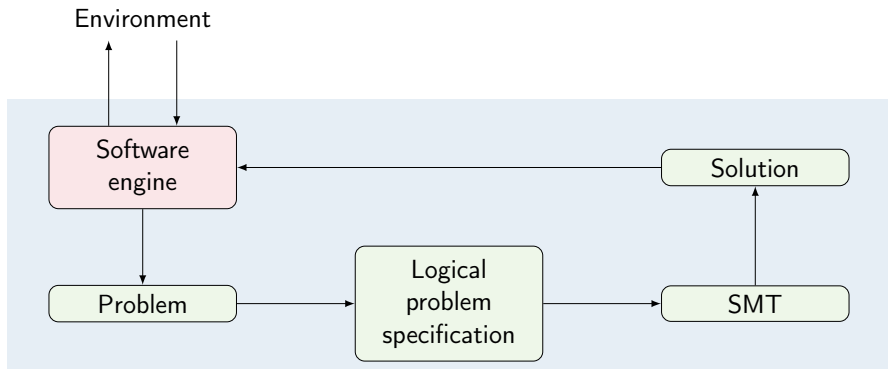 Environment
Software
engine
Solution
Problem
Logical
problem
specification
SMT